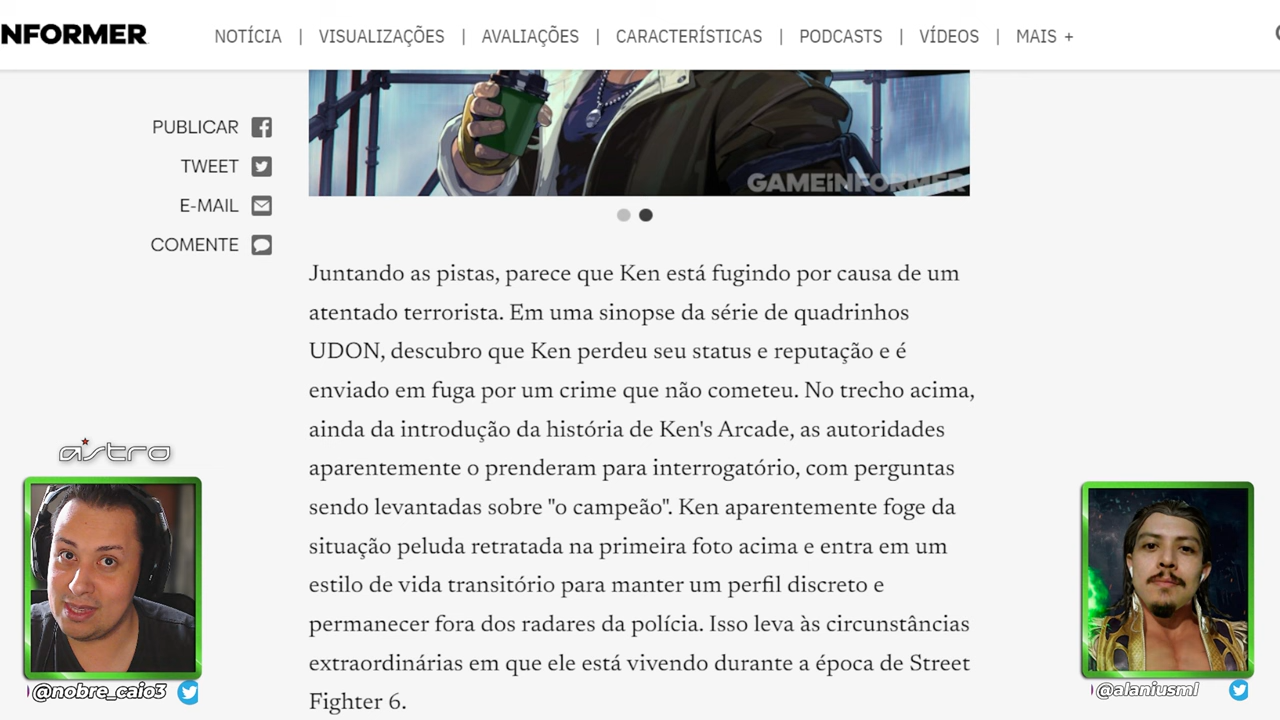 NFORMER
NOTÍCIA | VISUALIZAÇÕES | AVALIAÇÕES | CARACTERÍSTICAS | PODCASTS | VÍDEOS | MAIS +
PUBLICAR
TWEET
E-MAIL
COMENTE
GAMEINFORMER
Juntando as pistas, parece que Ken está fugindo por causa de um
atentado terrorista. Em uma sinopse da série de quadrinhos
UDON, descubro que Ken perdeu seu status e reputação e é
enviado em fuga por um crime que não cometeu. No trecho acima,
ainda da introdução da história de Ken's Arcade, as autoridades
aparentemente o prenderam para interrogatório, com perguntas
sendo levantadas sobre "o campeão". Ken aparentemente foge da
situação peluda retratada na primeira foto acima e entra em um
estilo de vida transitório para manter um perfil discreto e
permanecer fora dos radares da polícia. Isso leva às circunstâncias
extraordinárias em que ele está vivendo durante a época de Street
Fighter 6.
astro
@nobre_caio3
@alaniusml